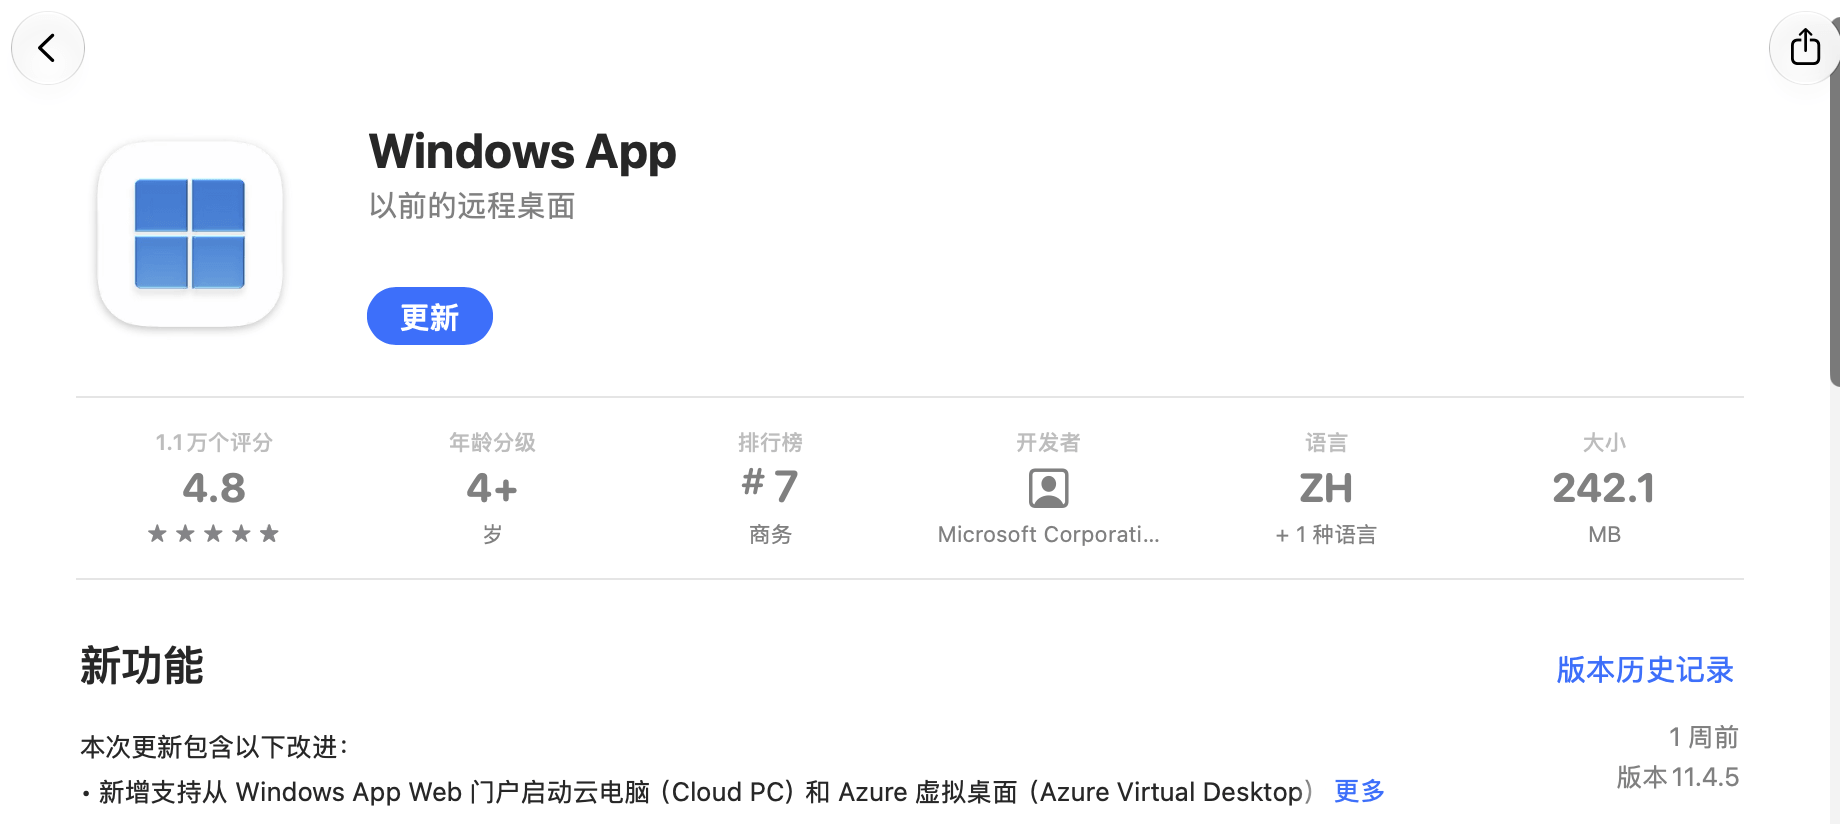 Windows App
以前的远程桌面
更新
1.1万个评分
4.8
★★★★★
年龄分级
4+
岁
排行榜
#7
商务
开发者
Microsoft Corporati...
语言
ZH
+ 1 种语言
大小
242.1
MB
新功能
版本历史记录
本次更新包含以下改进：
• 新增支持从 Windows App Web 门户启动云电脑（Cloud PC）和 Azure 虚拟桌面（Azure Virtual Desktop） 更多
1 周前
版本 11.4.5